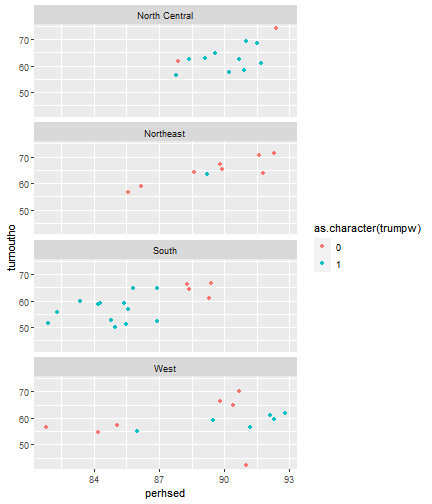 North Central
70
60
50
Northeast
70
60
50
turnoutho
South
70
60
50
West
70
60
50
84 87 90 93
perhsed
as.character(trumpw)
0
1